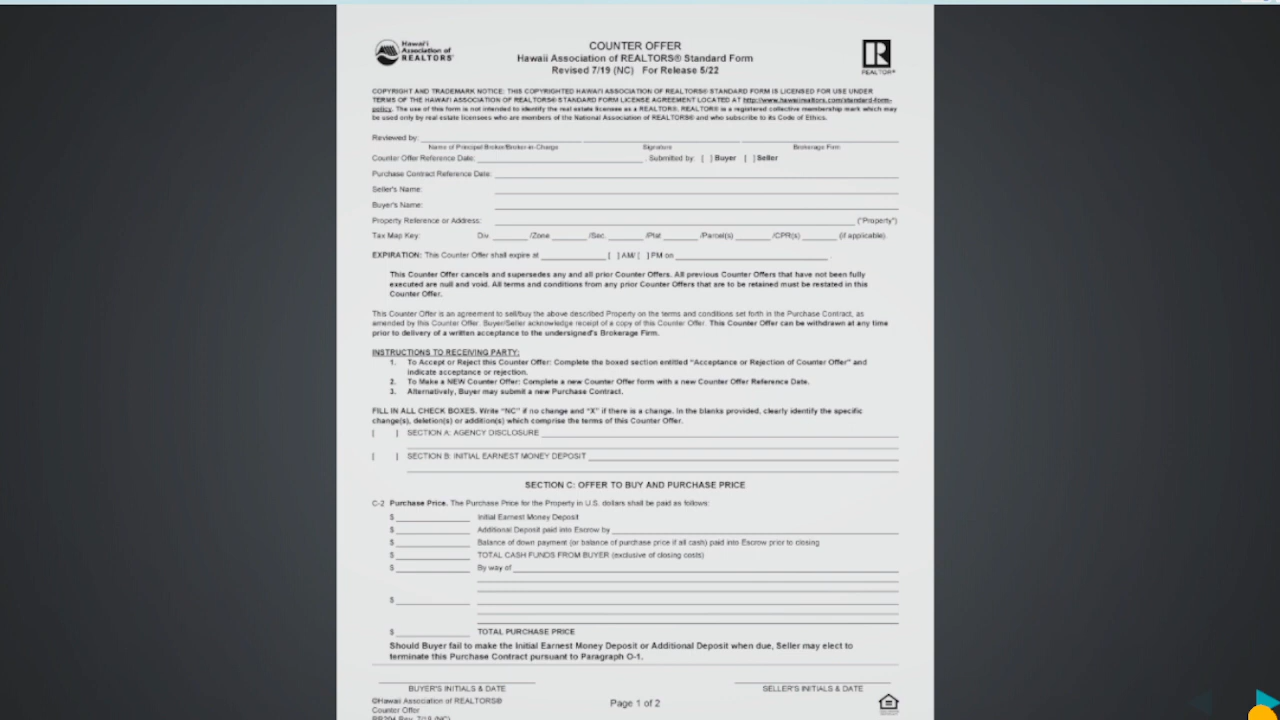 Hawai'i
Association of
REALTORS®
COUNTER OFFER
Hawaii Association of REALTORS® Standard Form
Revised 7/19 (NC) For Release 5/22
REALTOR®
COPYRIGHT AND TRADEMARK NOTICE: THIS COPYRIGHTED HAWAI'I ASSOCIATION OF REALTORS® STANDARD FORM IS LICENSED FOR USE UNDER
TERMS OF THE HAWAI'I ASSOCIATION OF REALTORS® STANDARD FORM LICENSE AGREEMENT LOCATED AT http://www.hawaiirealtors.com/standard-form-
policy. The use of this form is not intended to identify the real estate licensee as a REALTOR®. REALTOR® is a registered collective membership mark which may
be used only by real estate licensees who are members of the National Association of REALTORS® and who subscribe to its Code of Ethics.
Reviewed by:
Name of Principal Broker/Broker-in-Charge Signature Brokerage Firm
Counter Offer Reference Date: , Submitted by: [ ] Buyer [ ] Seller
Purchase Contract Reference Date:
Seller's Name:
Buyer's Name:
Property Reference or Address: ("Property")
Tax Map Key: Div. /Zone /Sec. /Plat /Parcel(s) /CPR(s) (if applicable).
EXPIRATION: This Counter Offer shall expire at [ ] AM/ [ ] PM on .
This Counter Offer cancels and supersedes any and all prior Counter Offers. All previous Counter Offers that have not been fully
executed are null and void. All terms and conditions from any prior Counter Offers that are to be retained must be restated in this
Counter Offer.
This Counter Offer is an agreement to sell/buy the above described Property on the terms and conditions set forth in the Purchase Contract, as
amended by this Counter Offer. Buyer/Seller acknowledge receipt of a copy of this Counter Offer. This Counter Offer can be withdrawn at any time
prior to delivery of a written acceptance to the undersigned's Brokerage Firm.
INSTRUCTIONS TO RECEIVING PARTY:
1. To Accept or Reject this Counter Offer: Complete the boxed section entitled "Acceptance or Rejection of Counter Offer" and
indicate acceptance or rejection.
2. To Make a NEW Counter Offer: Complete a new Counter Offer form with a new Counter Offer Reference Date.
3. Alternatively, Buyer may submit a new Purchase Contract.
FILL IN ALL CHECK BOXES. Write "NC" if no change and "X" if there is a change. In the blanks provided, clearly identify the specific
change(s), deletion(s) or addition(s) which comprise the terms of this Counter Offer.
[ ] SECTION A: AGENCY DISCLOSURE
[ ] SECTION B: INITIAL EARNEST MONEY DEPOSIT
SECTION C: OFFER TO BUY AND PURCHASE PRICE
C-2 Purchase Price. The Purchase Price for the Property in U.S. dollars shall be paid as follows:
$ Initial Earnest Money Deposit
$ Additional Deposit paid into Escrow by
$ Balance of down payment (or balance of purchase price if all cash) paid into Escrow prior to closing
$ TOTAL CASH FUNDS FROM BUYER (exclusive of closing costs)
$ By way of
$
$ TOTAL PURCHASE PRICE
Should Buyer fail to make the Initial Earnest Money Deposit or Additional Deposit when due, Seller may elect to
terminate this Purchase Contract pursuant to Paragraph O-1.
BUYER'S INITIALS & DATE SELLER'S INITIALS & DATE
©Hawaii Association of REALTORS®
Counter Offer
RR204 Rev. 7/19 (NC)
Page 1 of 2